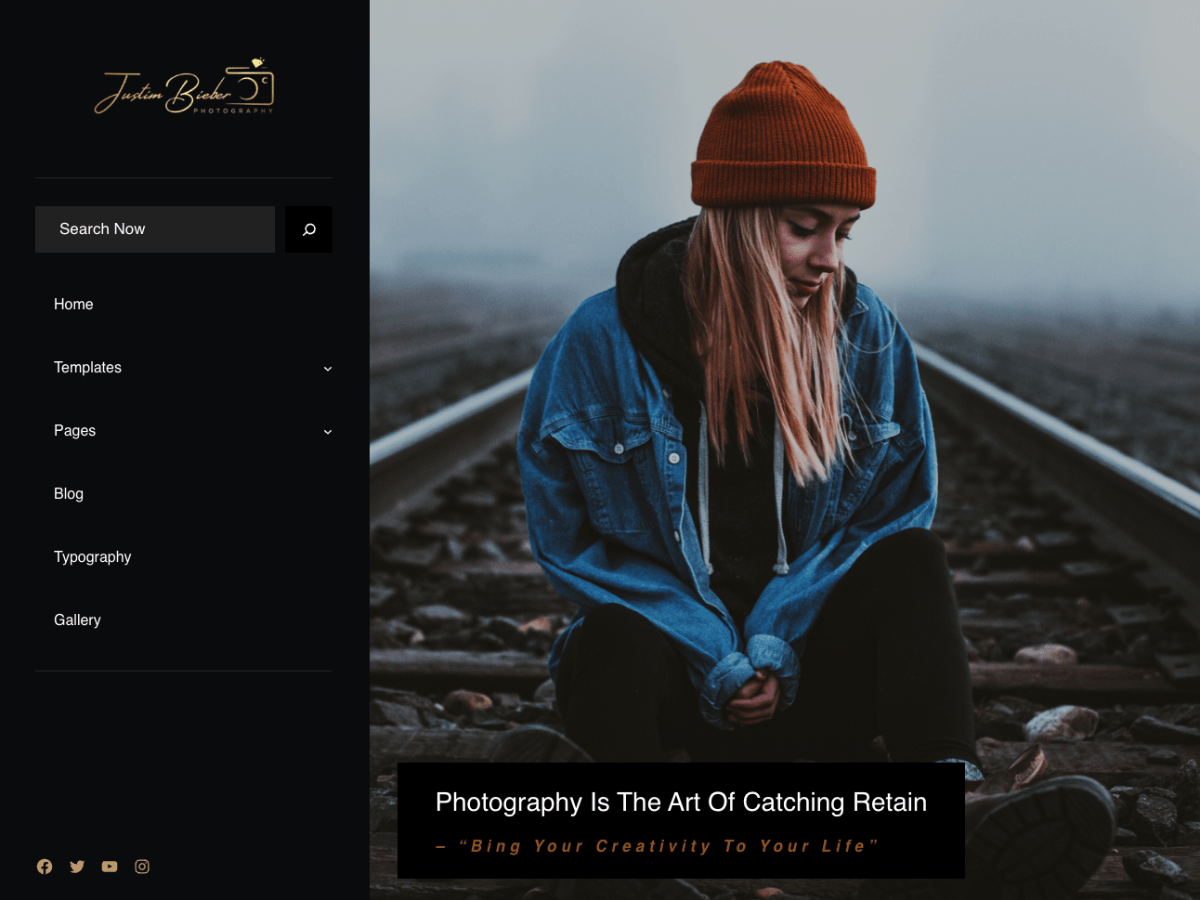 Justim Bieber
PHOTOGRAPHY
Search Now
Home
Templates
Pages
Blog
Typography
Gallery
Photography Is The Art Of Catching Retain
– “Bing Your Creativity To Your Life”